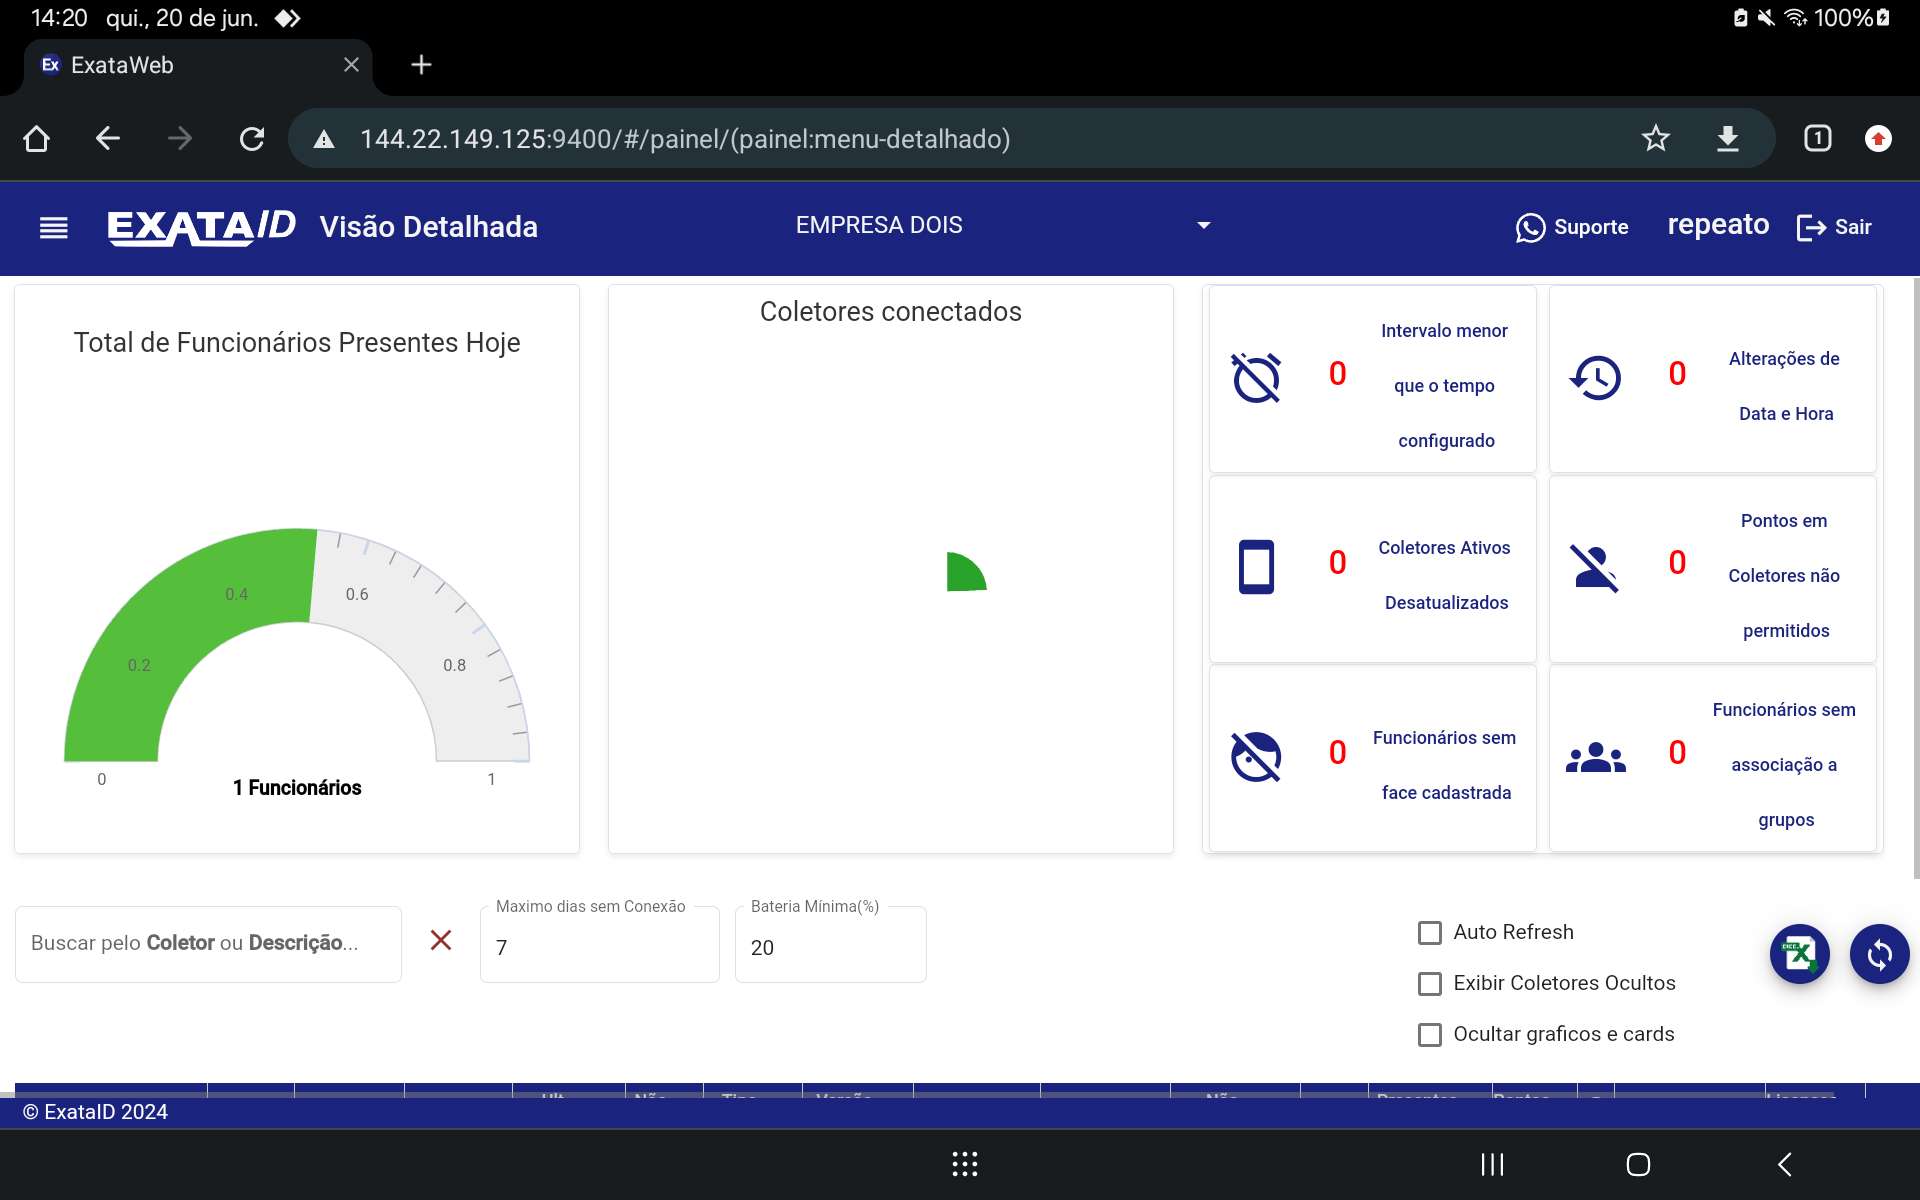 14:20 qui., 20 de jun. 100%
Ex ExataWeb
144.22.149.125:9400/#/painel/(painel:menu-detalhado) 1
EXATAID Visão Detalhada EMPRESA DOIS Suporte repeato Sair
Total de Funcionários Presentes Hoje
0.2
0.4
0.6
0.8
0
1
1 Funcionários
Coletores conectados
0 Intervalo menor
que o tempo
configurado
0 Alterações de
Data e Hora
0 Coletores Ativos
Desatualizados
0 Pontos em
Coletores não
permitidos
0 Funcionários sem
face cadastrada
0 Funcionários sem
associação a
grupos
Buscar pelo Coletor ou Descrição...
Maximo dias sem Conexão
7
Bateria Mínima(%)
20
Auto Refresh
Exibir Coletores Ocultos
Ocultar graficos e cards
© ExataID 2024